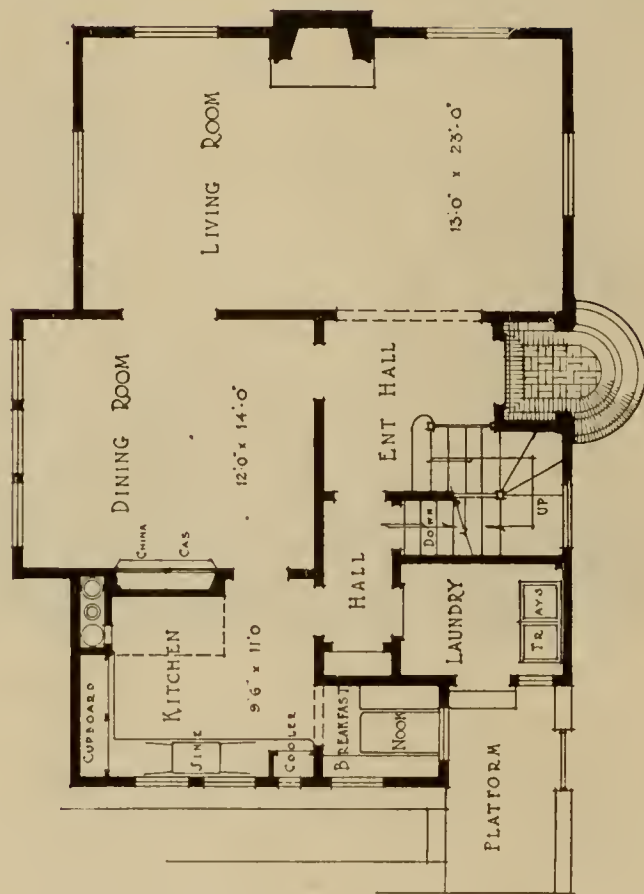 LIVING ROOM
13'-0" x 23'-0"
DINING ROOM
12'0" x 14'-0"
CHINA
CAS
ENT HALL
UP
DOWN
HALL
LAUNDRY
TRAYS
KITCHEN
9'6" x 11'0
CUPBOARD
SINK
COOLER
BREAKFAST
NOOK
PLATFORM